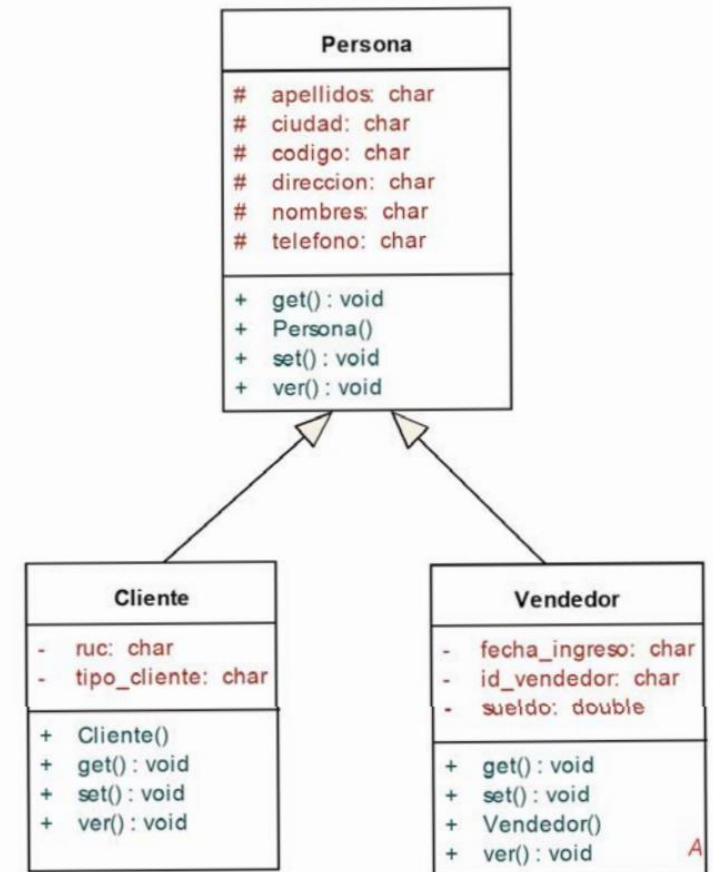 Persona
# apellidos: char
# ciudad: char
# codigo: char
# direccion: char
# nombres: char
# telefono: char
+ get() : void
+ Persona()
+ set() : void
+ ver() : void
Cliente
- ruc: char
- tipo_cliente: char
+ Cliente()
+ get() : void
+ set() : void
+ ver() : void
Vendedor
- fecha_ingreso: char
- id_vendedor: char
- sueldo: double
+ get() : void
+ set() : void
+ Vendedor()
+ ver() : void
A